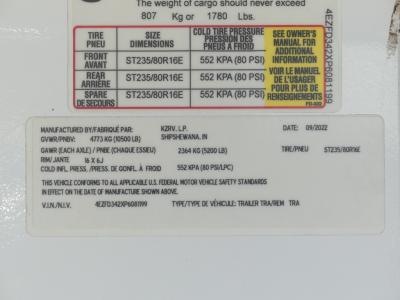 The weight of cargo should never exceed
807 Kg or 1780 Lbs.
TIRE
PNEU
SIZE
DIMENSIONS
COLD TIRE PRESSURE
PRESSION DES
PNEUS À FROID
SEE OWNER'S
MANUAL FOR
ADDITIONAL
INFORMATION
VOIR LE MANUEL
DE L'USAGER
POUR PLUS DE
RENSEIGNEMENTS
FRONT
AVANT
ST235/80R16E
552 KPA (80 PSI)
REAR
ARRIÈRE
ST235/80R16E
552 KPA (80 PSI)
SPARE
DE SECOURS
ST235/80R16E
552 KPA (80 PSI)
4EZFD342XP6081199
MANUFACTURED BY/FABRIQUÉ PAR: KZRV, L.P. DATE: 09/2022
GVWR/PNBV: 4773 KG (10500 LB) SHIPSHEWANA, IN
GAWR (EACH AXLE) / PNBE (CHAQUE ESSIEU) 2364 KG (5200 LB) TIRE/PNEU ST235/80R16E
RIM/JANTE 16 X 6J
COLD INFL. PRESS. / PRESS. DE GONFL. À FROID 552 KPA (80 PSI/LPC)
THIS VEHICLE CONFORMS TO ALL APPLICABLE U.S. FEDERAL MOTOR VEHICLE SAFETY STANDARDS
IN EFFECT ON THE DATE OF MANUFACTURE SHOWN ABOVE.
V.I.N./N.I.V. 4EZFD342XP6081199 TYPE/TYPE DE VÉHICULE: TRAILER TRA/REM TRA